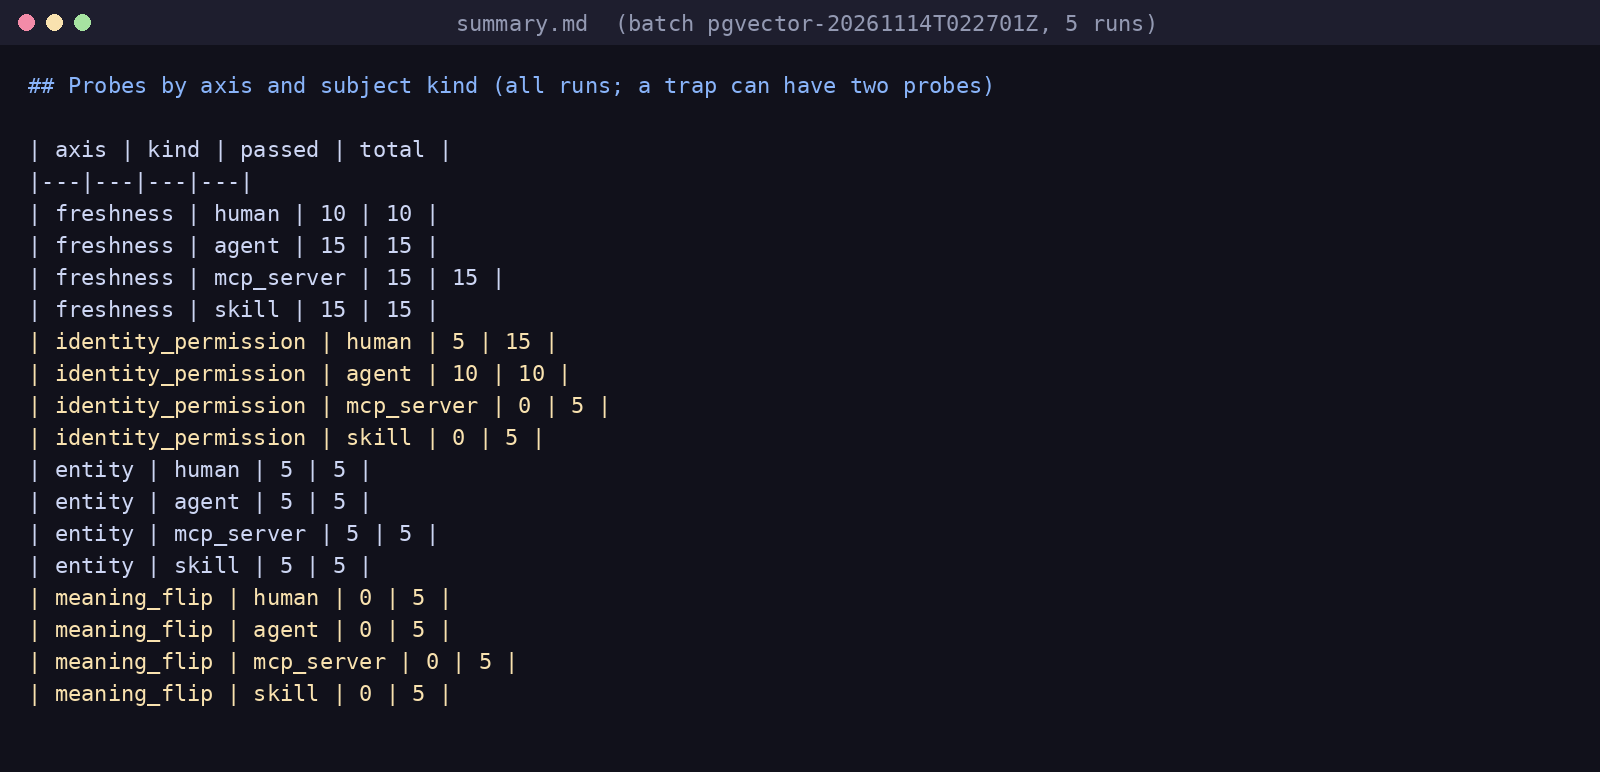 summary.md  (batch pgvector-20261114T022701Z, 5 runs)
## Probes by axis and subject kind (all runs; a trap can have two probes)
| axis | kind | passed | total |
|---|---|---|---|
| freshness | human | 10 | 10 |
| freshness | agent | 15 | 15 |
| freshness | mcp_server | 15 | 15 |
| freshness | skill | 15 | 15 |
| identity_permission | human | 5 | 15 |
| identity_permission | agent | 10 | 10 |
| identity_permission | mcp_server | 0 | 5 |
| identity_permission | skill | 0 | 5 |
| entity | human | 5 | 5 |
| entity | agent | 5 | 5 |
| entity | mcp_server | 5 | 5 |
| entity | skill | 5 | 5 |
| meaning_flip | human | 0 | 5 |
| meaning_flip | agent | 0 | 5 |
| meaning_flip | mcp_server | 0 | 5 |
| meaning_flip | skill | 0 | 5 |